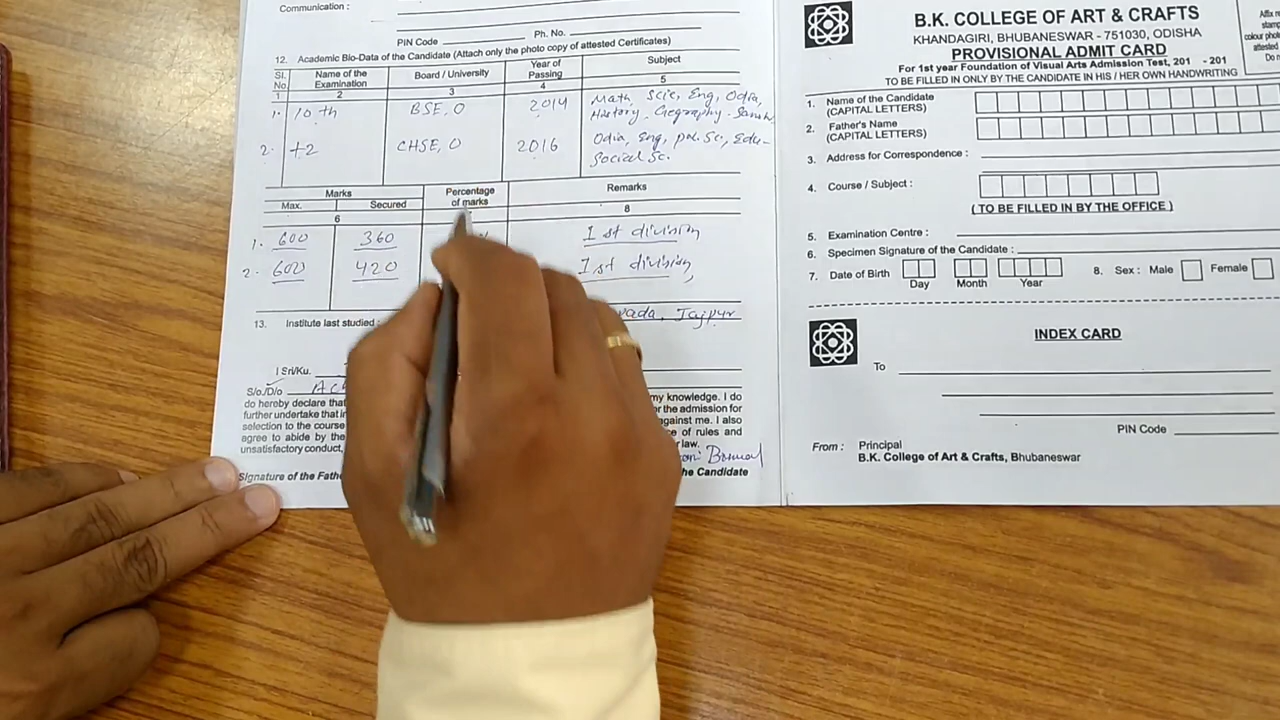 Communication :
PIN Code
Ph. No.
12. Academic Bio-Data of the Candidate (Attach only the photo copy of attested Certificates)
Sl. No. Name of the Examination Board / University Year of Passing Subject
1 2 3 4 5
1. 10 th BSE, O 2014 Math, Scie, Eng, Odia,
History, Geography
2. +2 CHSE, O 2016 Odia, Eng, pol. Sc, Edu-
Social Sc.
Marks Percentage of marks Remarks
Max. Secured
6 8
1. 600 360 1 st division
2. 600 420 1st division
13. Institute last studied : Jajpur
I Sri/Ku.
S/o./D/o
do hereby declare that my knowledge. I do
further undertake that for the admission for
selection to the course against me. I also
agree to abide by the of rules and
unsatisfactory conduct, law.
Signature of the the Candidate
B.K. COLLEGE OF ART & CRAFTS
KHANDAGIRI, BHUBANESWAR - 751030, ODISHA
PROVISIONAL ADMIT CARD
For 1st year Foundation of Visual Arts Admission Test, 201 - 201
TO BE FILLED IN ONLY BY THE CANDIDATE IN HIS / HER OWN HANDWRITING
Affix
stamp
colour
attested
1. Name of the Candidate
(CAPITAL LETTERS)
2. Father's Name
(CAPITAL LETTERS)
3. Address for Correspondence :
4. Course / Subject :
( TO BE FILLED IN BY THE OFFICE )
5. Examination Centre :
6. Specimen Signature of the Candidate :
7. Date of Birth 8. Sex : Male Female
Day Month Year
INDEX CARD
To
PIN Code
From : Principal
B.K. College of Art & Crafts, Bhubaneswar